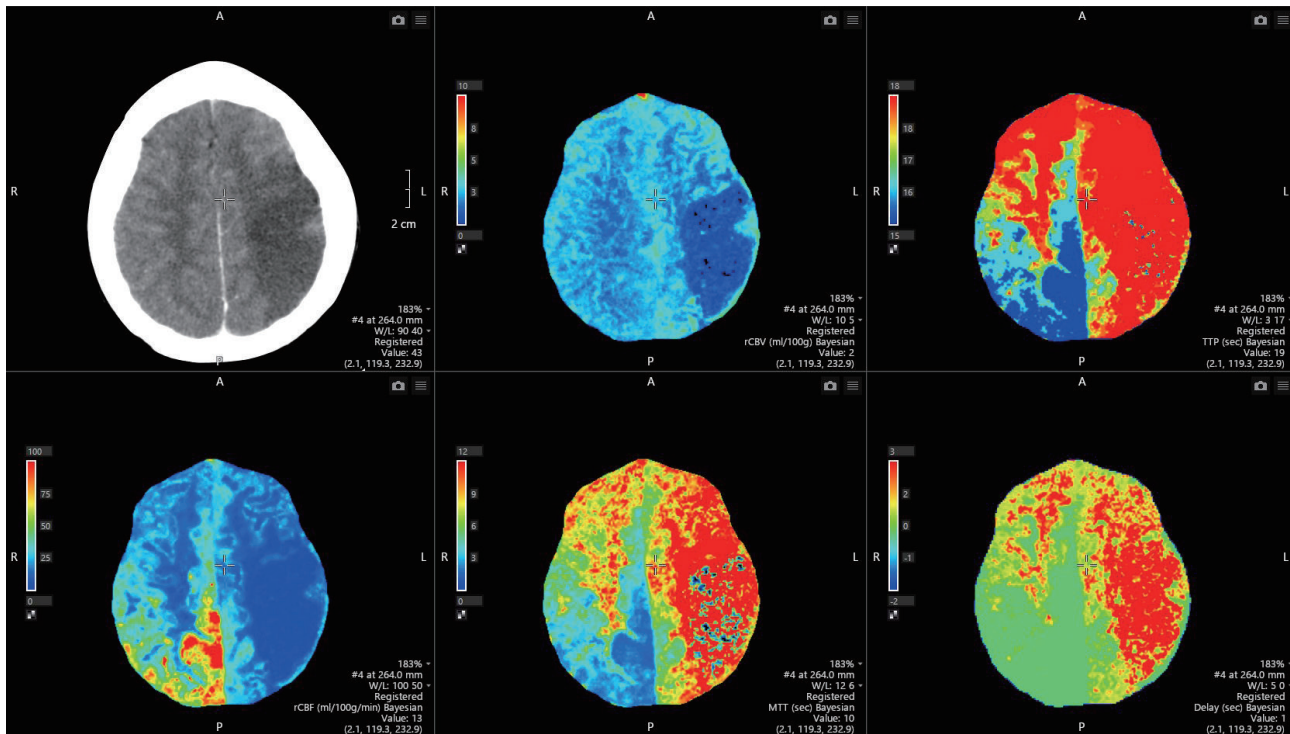 A
R
L
2 cm
183%
#4 at 264.0 mm
W/L: 90 40
Registered
Value: 43
(2.1, 119.3, 232.9)
P
A
10
8
5
3
0
R
L
183%
#4 at 264.0 mm
W/L: 10 5
Registered
rCBV (ml/100g) Bayesian
Value: 2
(2.1, 119.3, 232.9)
P
A
18
18
17
16
15
R
L
183%
#4 at 264.0 mm
W/L: 3 17
Registered
TTP (sec) Bayesian
Value: 19
(2.1, 119.3, 232.9)
P
A
100
75
50
25
0
R
L
183%
#4 at 264.0 mm
W/L: 100 50
Registered
rCBF (ml/100g/min) Bayesian
Value: 13
(2.1, 119.3, 232.9)
P
A
12
9
6
3
0
R
L
183%
#4 at 264.0 mm
W/L: 12 6
Registered
MTT (sec) Bayesian
Value: 10
(2.1, 119.3, 232.9)
P
A
3
2
0
-1
-2
R
L
183%
#4 at 264.0 mm
W/L: 5 0
Registered
Delay (sec) Bayesian
Value: 1
(2.1, 119.3, 232.9)
P